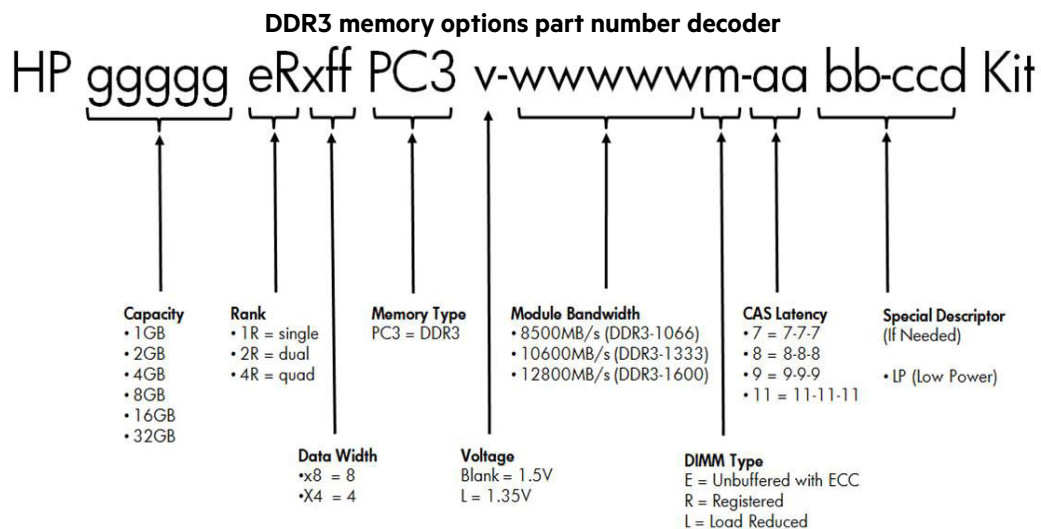 DDR3 memory options part number decoder
HP ggggg eRxff PC3 v-wwwwwm-aa bb-ccd Kit
Capacity
• 1GB
• 2GB
• 4GB
• 8GB
• 16GB
• 32GB
Rank
• 1R = single
• 2R = dual
• 4R = quad
Memory Type
PC3 = DDR3
Module Bandwidth
• 8500MB/s (DDR3-1066)
• 10600MB/s (DDR3-1333)
• 12800MB/s (DDR3-1600)
CAS Latency
• 7 = 7-7-7
• 8 = 8-8-8
• 9 = 9-9-9
• 11 = 11-11-11
Special Descriptor
(If Needed)
• LP (Low Power)
Data Width
•x8 = 8
•X4 = 4
Voltage
Blank = 1.5V
L = 1.35V
DIMM Type
E = Unbuffered with ECC
R = Registered
L = Load Reduced